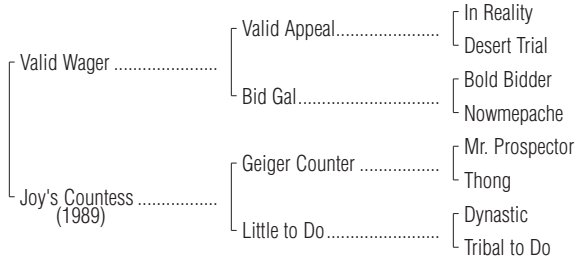 In Reality
Valid Appeal.....................
Desert Trial
Valid Wager .....................
Bold Bidder
Bid Gal.............................
Nowmepache
Mr. Prospector
Geiger Counter ................
Thong
Joy's Countess ................
(1989)
Dynastic
Little to Do.......................
Tribal to Do